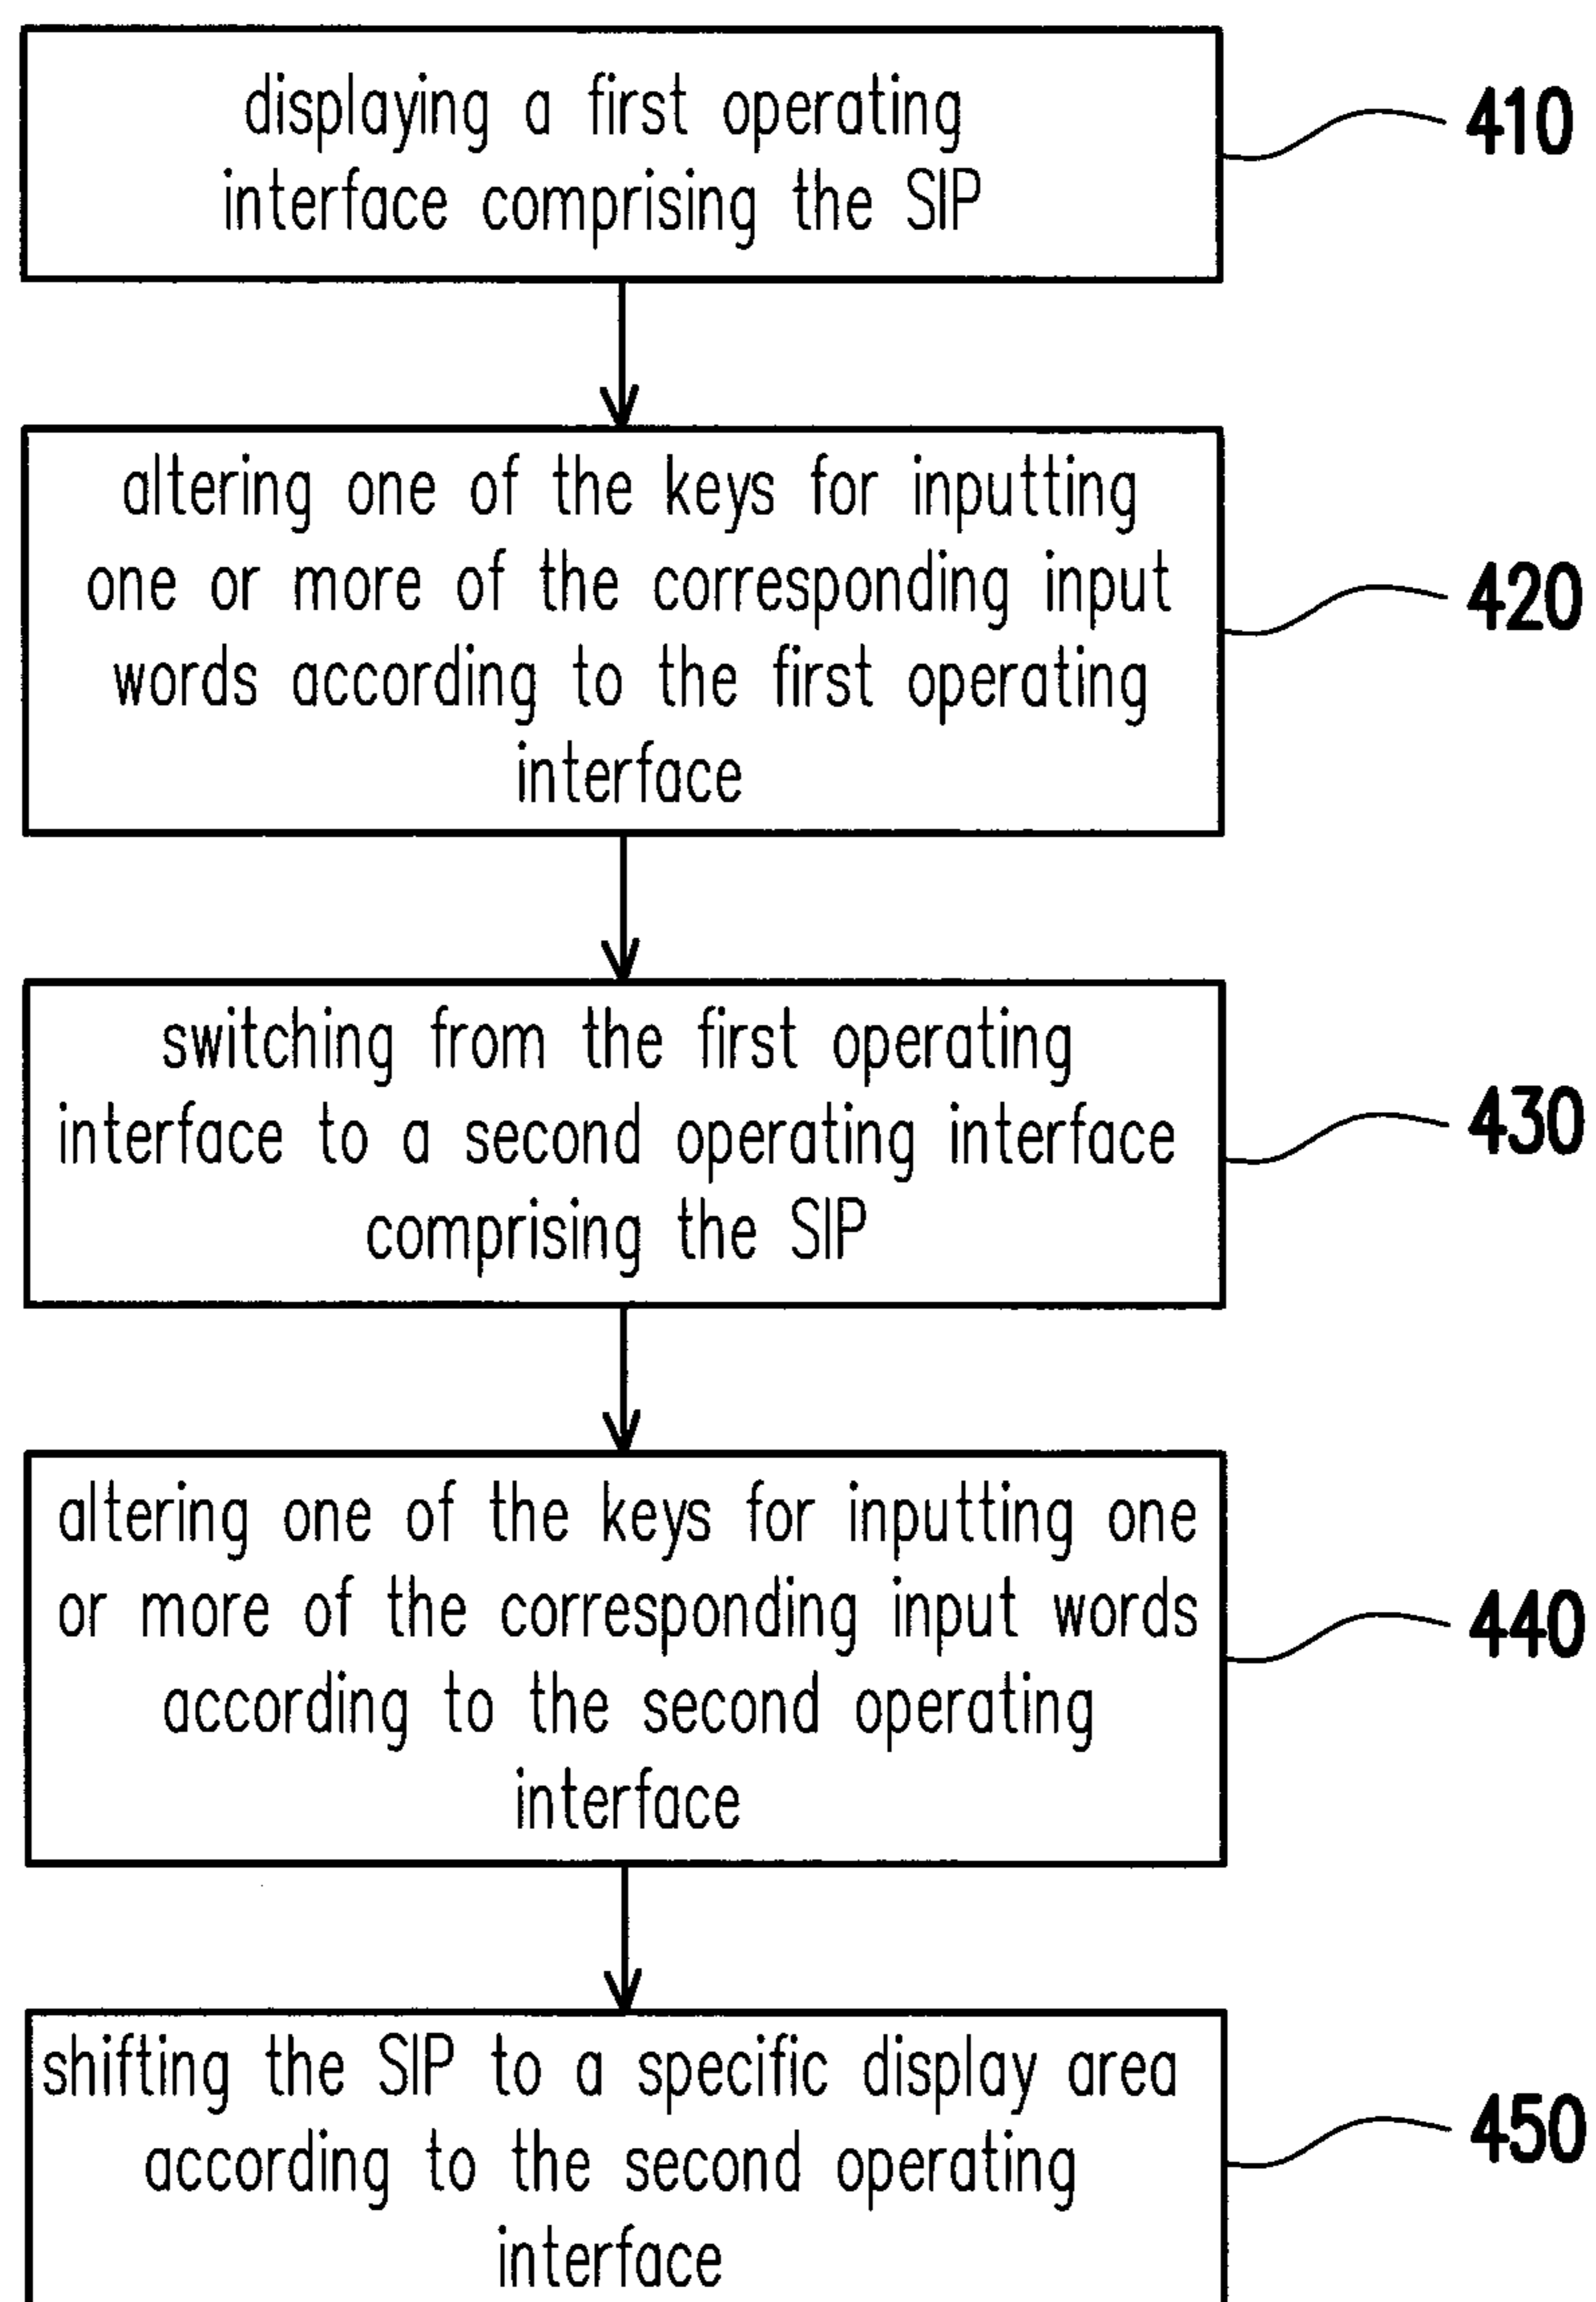 displaying a first operating
interface comprising the SIP
410
altering one of the keys for inputting
one or more of the corresponding input
words according to the first operating
interface
420
switching from the first operating
interface to a second operating interface
comprising the SIP
430
altering one of the keys for inputting one
or more of the corresponding input words
according to the second operating
interface
440
shifting the SIP to a specific display area
according to the second operating
interface
450